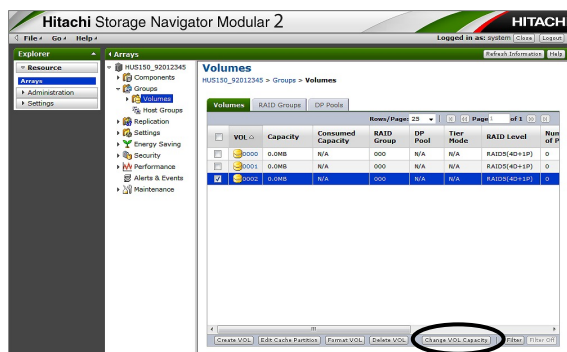 Hitachi Storage Navigator Modular 2
HITACH
File Go Help
Logged in as: system Close Logout
Explorer
Arrays
Refresh Information Help
Resource
Arrays
Administration
Settings
HUS150_92012345
Components
Groups
Volumes
Host Groups
Replication
Settings
Energy Saving
Security
Performance
Alerts & Events
Maintenance
Volumes
HUS150_92012345 > Groups > Volumes
Volumes RAID Groups DP Pools
Rows/Page: 25 Page 1 of 1
VOL Capacity Consumed Capacity RAID Group DP Pool Tier Mode RAID Level Num of P
0000 0.0MB N/A 000 N/A N/A RAID5(4D+1P) 0
0001 0.0MB N/A 000 N/A N/A RAID5(4D+1P) 0
0002 0.0MB N/A 000 N/A N/A RAID5(4D+1P) 0
Create VOL Edit Cache Partition Format VOL Delete VOL Change VOL Capacity Filter Filter Off